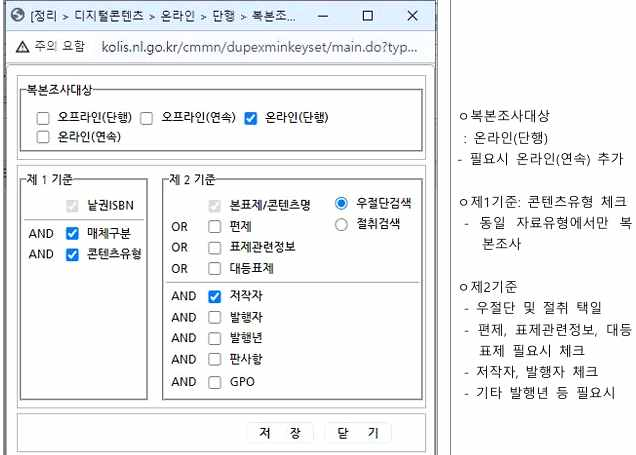 [정리 > 디지털콘텐츠 > 온라인 > 단행 > 복본조...
주의 요함 kolis.nl.go.kr/cmmn/dupexminkeyset/main.do?typ...
복본조사대상
오프라인(단행) 오프라인(연속) 온라인(단행)
온라인(연속)
제 1 기준
낱권ISBN
AND 매체구분
AND 콘텐츠유형
제 2 기준
본표제/콘텐츠명 우절단검색
OR 편제 절취검색
OR 표제관련정보
OR 대등표제
AND 저작자
AND 발행자
AND 발행년
AND 판사항
AND GPO
저 장 닫 기
ㅇ복본조사대상
: 온라인(단행)
- 필요시 온라인(연속) 추가
ㅇ제1기준: 콘텐츠유형 체크
- 동일 자료유형에서만 복
본조사
ㅇ제2기준
- 우절단 및 절취 택일
- 편제, 표제관련정보, 대등
표제 필요시 체크
- 저작자, 발행자 체크
- 기타 발행년 등 필요시